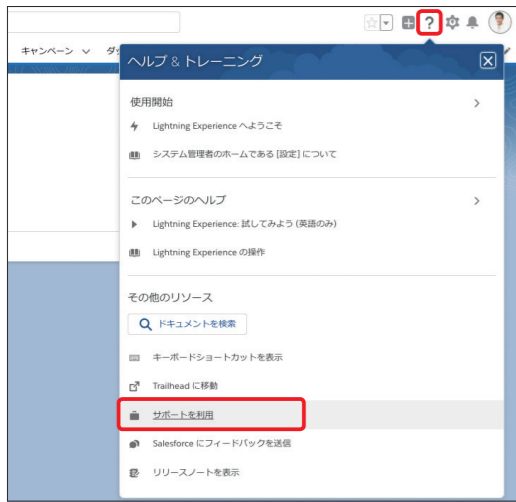 ?
キャンペーン
ヘルプ & トレーニング
使用開始
Lightning Experience へようこそ
システム管理者のホームである [設定] について
このページのヘルプ
Lightning Experience: 試してみよう (英語のみ)
Lightning Experience の操作
その他のリソース
ドキュメントを検索
キーボードショートカットを表示
Trailhead に移動
サポートを利用
Salesforce にフィードバックを送信
リリースノートを表示